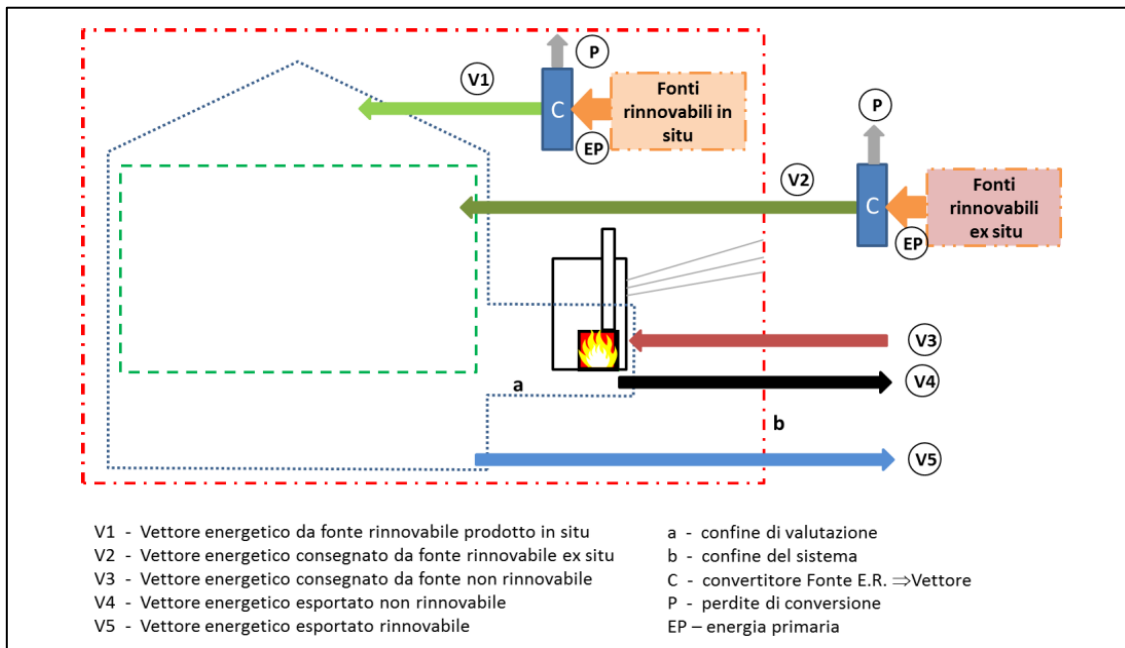 P
V1
C
EP
Fonti
rinnovabili in
situ
P
V2
C
EP
Fonti
rinnovabili
ex situ
V3
a
V4
b
V5
V1 - Vettore energetico da fonte rinnovabile prodotto in situ
V2 - Vettore energetico consegnato da fonte rinnovabile ex situ
V3 - Vettore energetico consegnato da fonte non rinnovabile
V4 - Vettore energetico esportato non rinnovabile
V5 - Vettore energetico esportato rinnovabile
a - confine di valutazione
b - confine del sistema
C - convertitore Fonte E.R. ⇒Vettore
P - perdite di conversione
EP – energia primaria